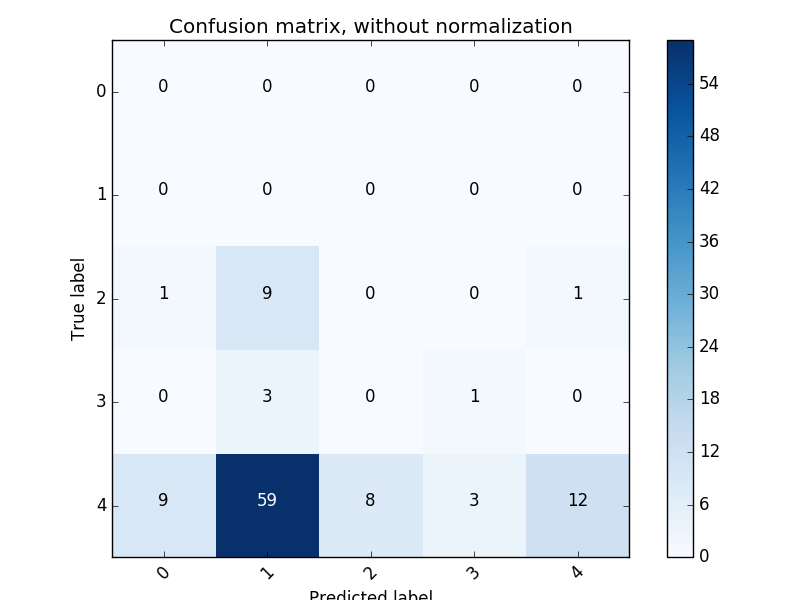 Confusion matrix, without normalization
0 0 0 0 0 0
1 0 0 0 0 0
2 1 9 0 0 1
3 0 3 0 1 0
4 9 59 8 3 12
0 1 2 3 4
True label
Predicted label
54
48
42
36
30
24
18
12
6
0